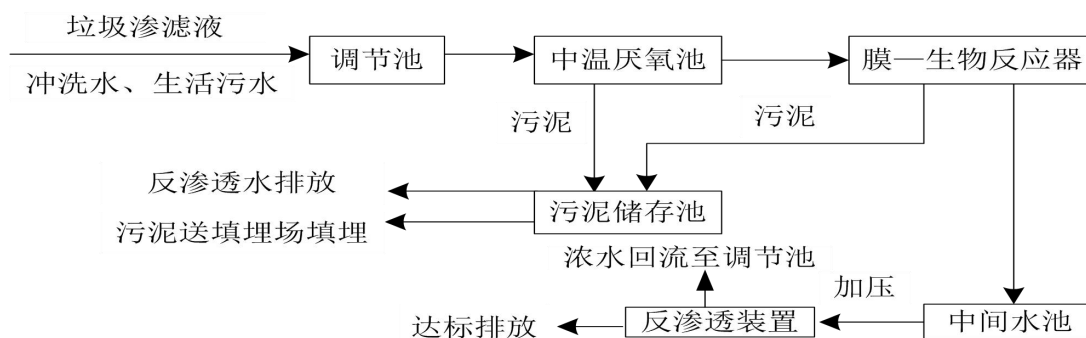 垃圾渗滤液
冲洗水、生活污水
调节池
中温厌氧池
膜—生物反应器
污泥
污泥
反渗透水排放
污泥送填埋场填埋
污泥储存池
浓水回流至调节池
加压
达标排放
反渗透装置
中间水池